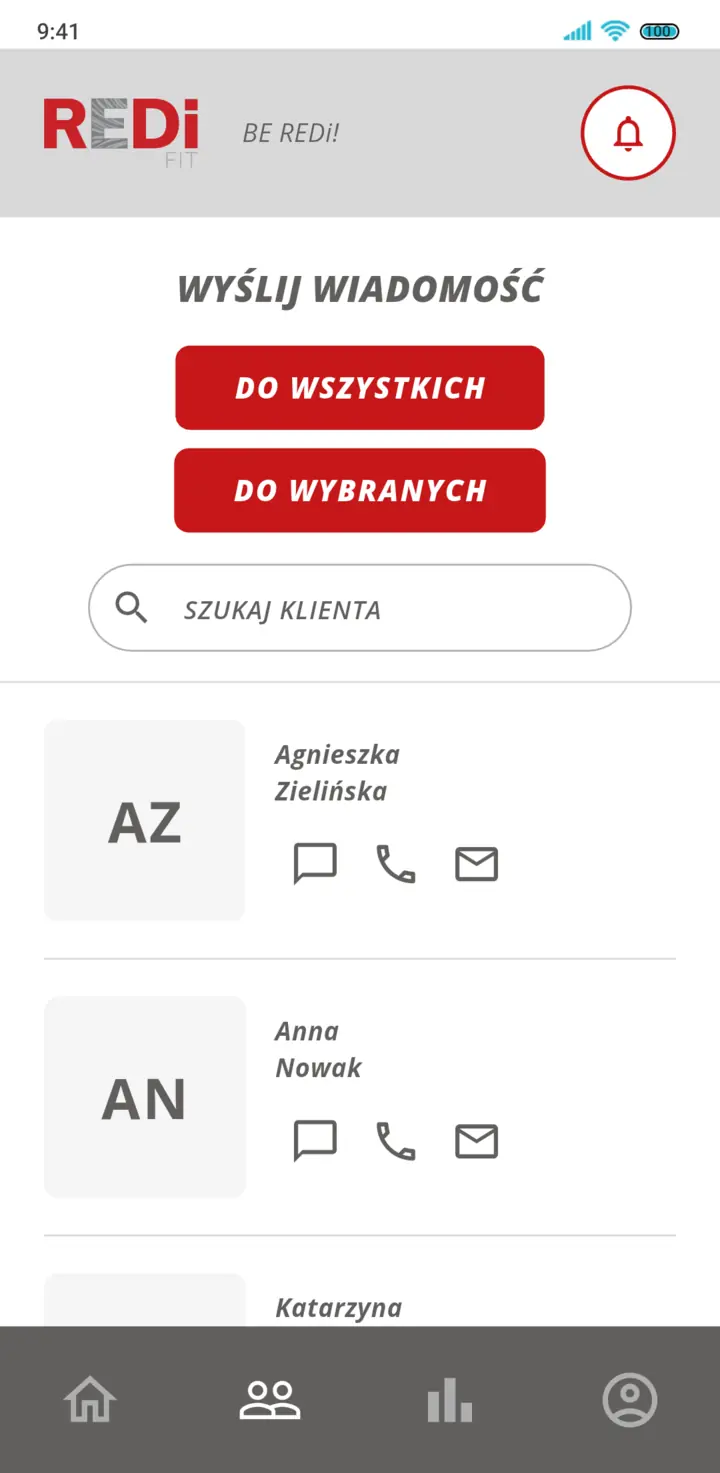 9:41
100
REDi
FIT
BE REDi!
WYŚLIJ WIADOMOŚĆ
DO WSZYSTKICH
DO WYBRANYCH
SZUKAJ KLIENTA
AZ
Agnieszka
Zielińska
AN
Anna
Nowak
Katarzyna